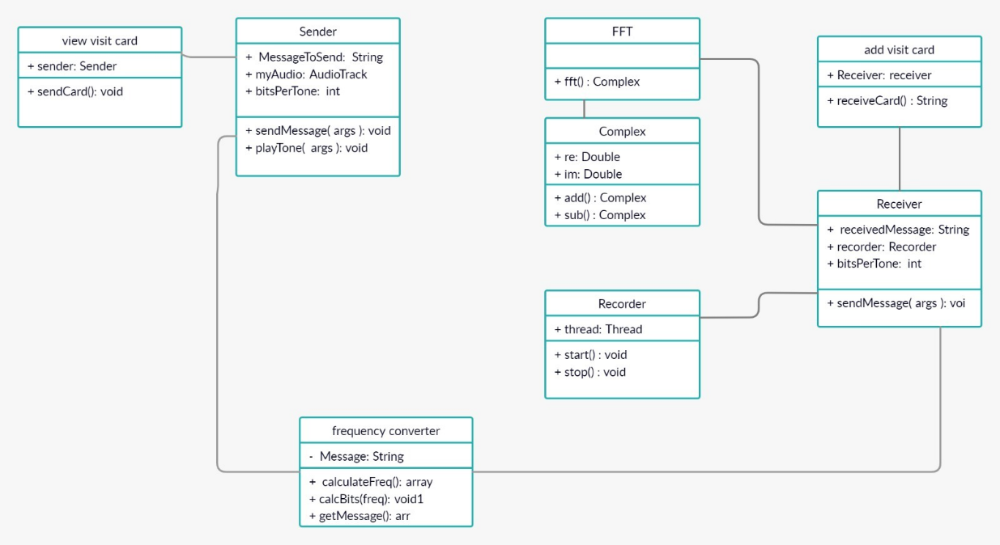 view visit card
+ sender: Sender
+ sendCard(): void
Sender
+ MessageToSend: String
+ myAudio: AudioTrack
+ bitsPerTone: int
+ sendMessage( args ): void
+ playTone( args ): void
FFT
+ fft() : Complex
Complex
+ re: Double
+ im: Double
+ add() : Complex
+ sub() : Complex
add visit card
+ Receiver: receiver
+ receiveCard() : String
Receiver
+ receivedMessage: String
+ recorder: Recorder
+ bitsPerTone: int
+ sendMessage( args ): voi
Recorder
+ thread: Thread
+ start() : void
+ stop() : void
frequency converter
- Message: String
+ calculateFreq(): array
+ calcBits(freq): void1
+ getMessage(): arr